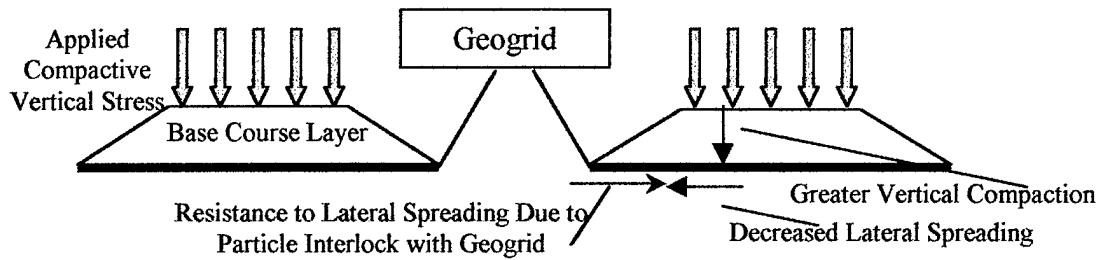 Applied
Compactive
Vertical Stress
Geogrid
Base Course Layer
Resistance to Lateral Spreading Due to
Particle Interlock with Geogrid
Greater Vertical Compaction
Decreased Lateral Spreading